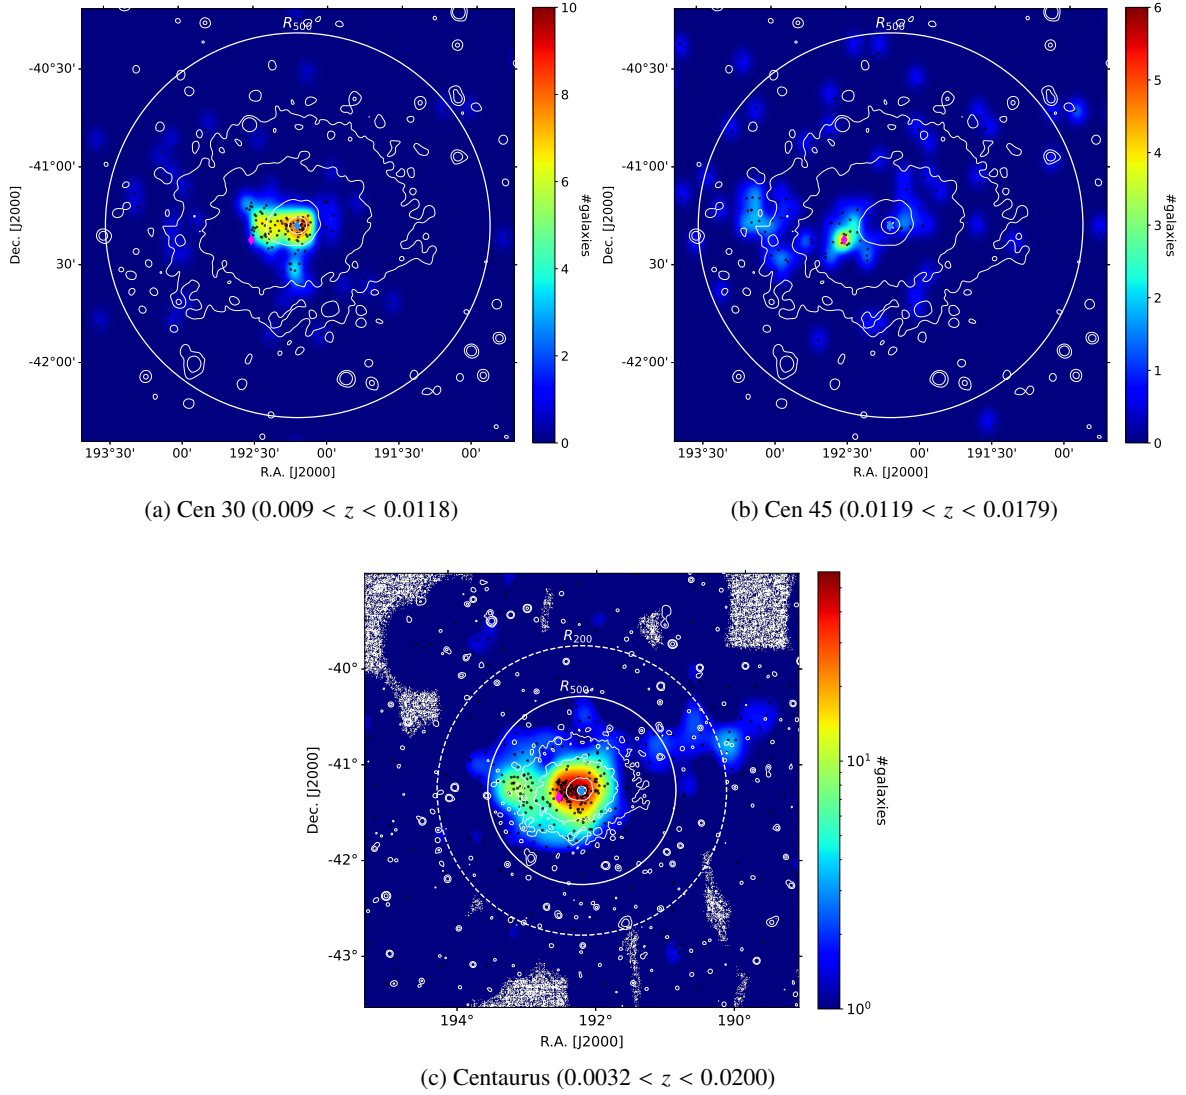 R500
10
8
6
4
2
0
#galaxies
-40°30'
-41°00'
30'
-42°00'
Dec. [J2000]
193°30'
00'
192°30'
00'
191°30'
00'
R.A. [J2000]
(a) Cen 30 (0.009 < z < 0.0118)
R500
6
5
4
3
2
1
0
#galaxies
-40°30'
-41°00'
30'
-42°00'
Dec. [J2000]
193°30'
00'
192°30'
00'
191°30'
00'
R.A. [J2000]
(b) Cen 45 (0.0119 < z < 0.0179)
R200
R500
10¹
10⁰
#galaxies
-40°
-41°
-42°
-43°
Dec. [J2000]
194°
192°
190°
R.A. [J2000]
(c) Centaurus (0.0032 < z < 0.0200)